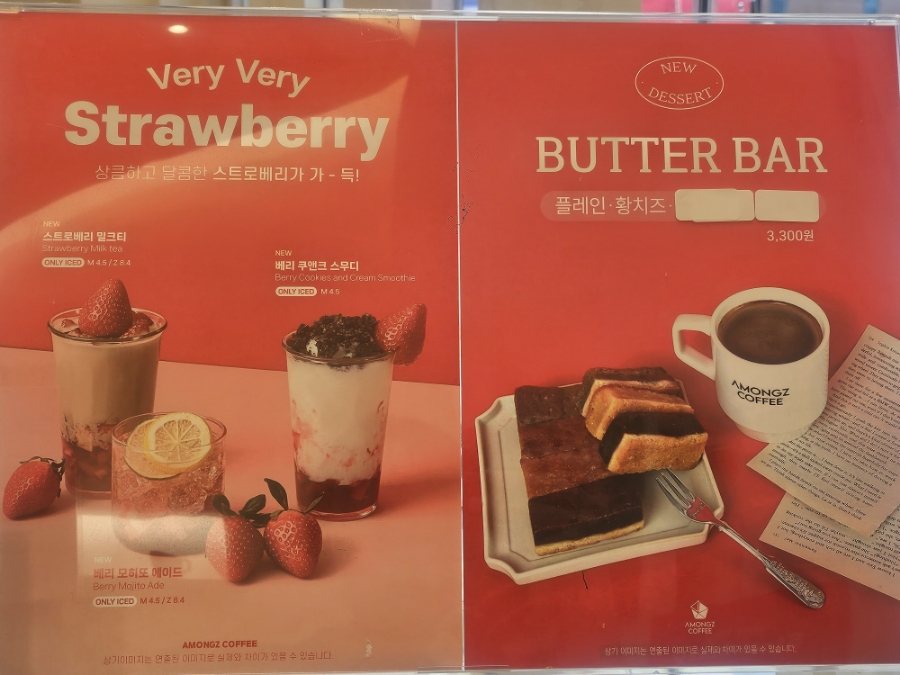 Very Very
Strawberry
상큼하고 달콤한 스트로베리가 가-득!
NEW
스트로베리 밀크티
Strawberry Milk tea
ONLY ICED M 4.5 / Z 6.4
NEW
베리 쿠앤크 스무디
Berry Cookies and Cream Smoothie
ONLY ICED M 4.5
NEW
베리 모히또 에이드
Berry Mojito Ade
ONLY ICED M 4.5 / Z 6.4
AMONGZ COFFEE
상기이미지는 연출된 이미지로 실제와 차이가 있을 수 있습니다.
NEW
DESSERT
BUTTER BAR
플레인·황치즈·
3,300원
AMONGZ
COFFEE
AMONGZ
COFFEE
상기 이미지는 연출된 이미지로 실제와 차이가 있을 수 있습니다.